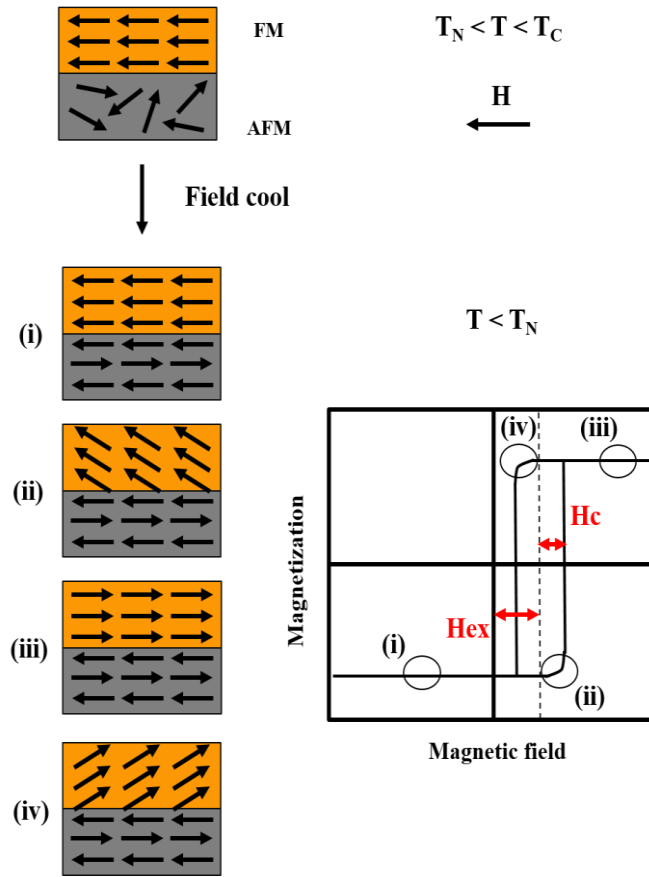 FM
T_N < T < T_C
H
AFM
Field cool
(i)
T < T_N
(ii)
(iv)
(iii)
Hc
(iii)
Magnetization
Hex
(i)
(ii)
Magnetic field
(iv)